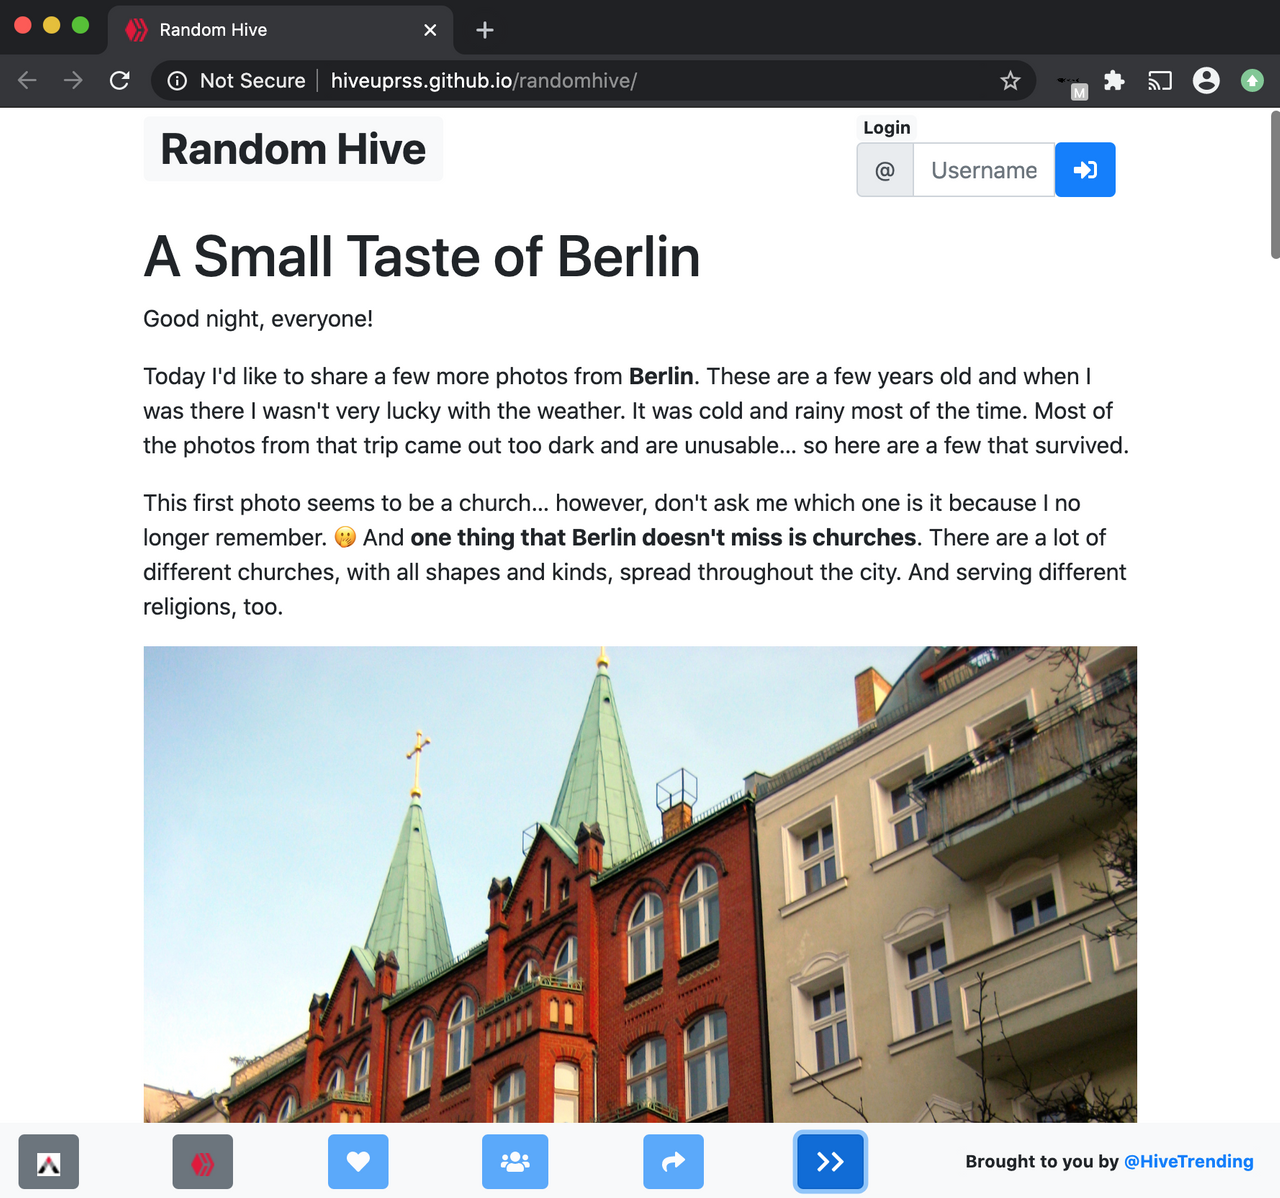 Random Hive
Not Secure
hiveuprss.github.io/randomhive/
M
Random Hive
Login
@
Username
A Small Taste of Berlin
Good night, everyone!
Today I'd like to share a few more photos from Berlin. These are a few years old and when I
was there I wasn't very lucky with the weather. It was cold and rainy most of the time. Most of
the photos from that trip came out too dark and are unusable... so here are a few that survived.
This first photo seems to be a church... however, don't ask me which one is it because I no
longer remember. 🤭 And one thing that Berlin doesn't miss is churches. There are a lot of
different churches, with all shapes and kinds, spread throughout the city. And serving different
religions, too.
Brought to you by @HiveTrending